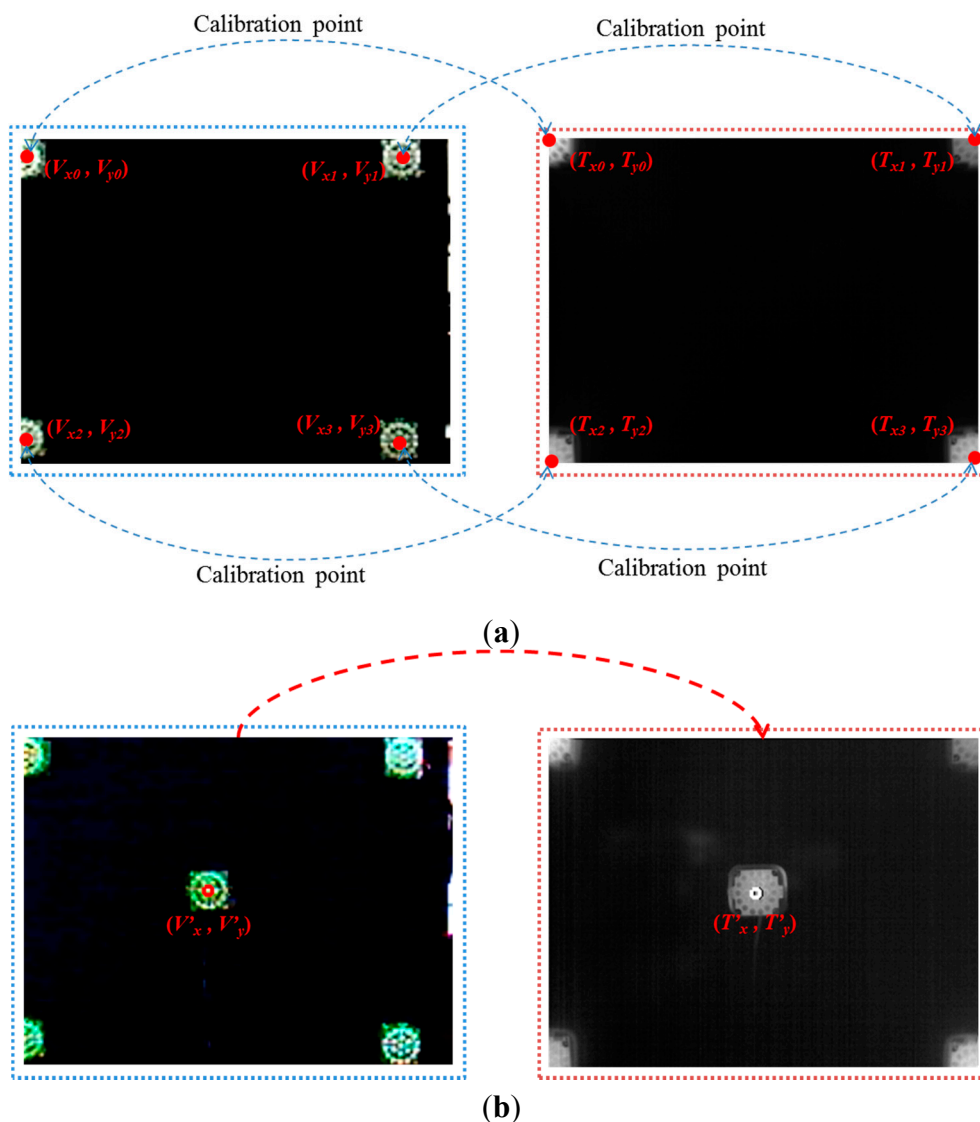 Calibration point Calibration point
(Vx0 , Vy0) (Vx1 , Vy1) (Tx0 , Ty0) (Tx1 , Ty1)
(Vx2 , Vy2) (Vx3 , Vy3) (Tx2 , Ty2) (Tx3 , Ty3)
Calibration point Calibration point
(a)
(V'x , V'y) (T'x , T'y)
(b)